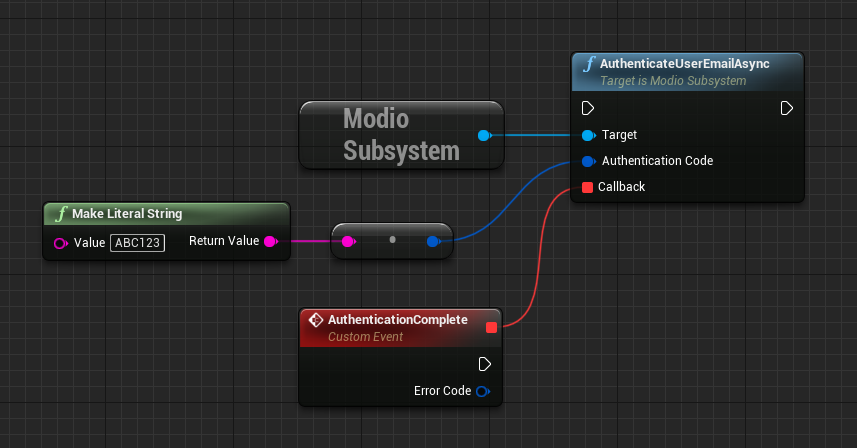 AuthenticateUserEmailAsync
Target is Modio Subsystem
Target
Authentication Code
Callback
Modio
Subsystem
Make Literal String
Value ABC123 Return Value
AuthenticationComplete
Custom Event
Error Code